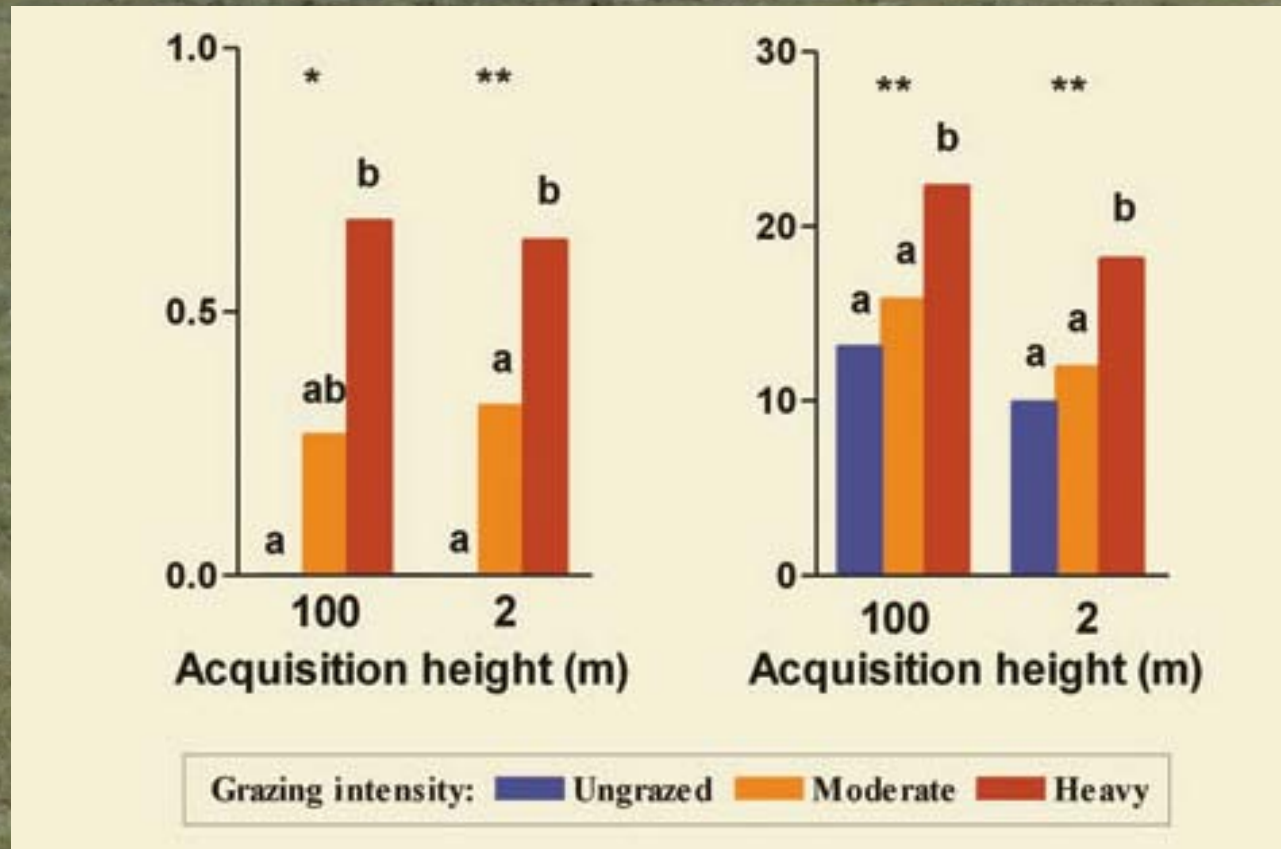 1.0
0.5
0.0
* **
b
b
ab
a
a
a
100 2
Acquisition height (m)
30
20
10
0
** **
b
b
a
a
a
a
100 2
Acquisition height (m)
Grazing intensity: Ungrazed Moderate Heavy